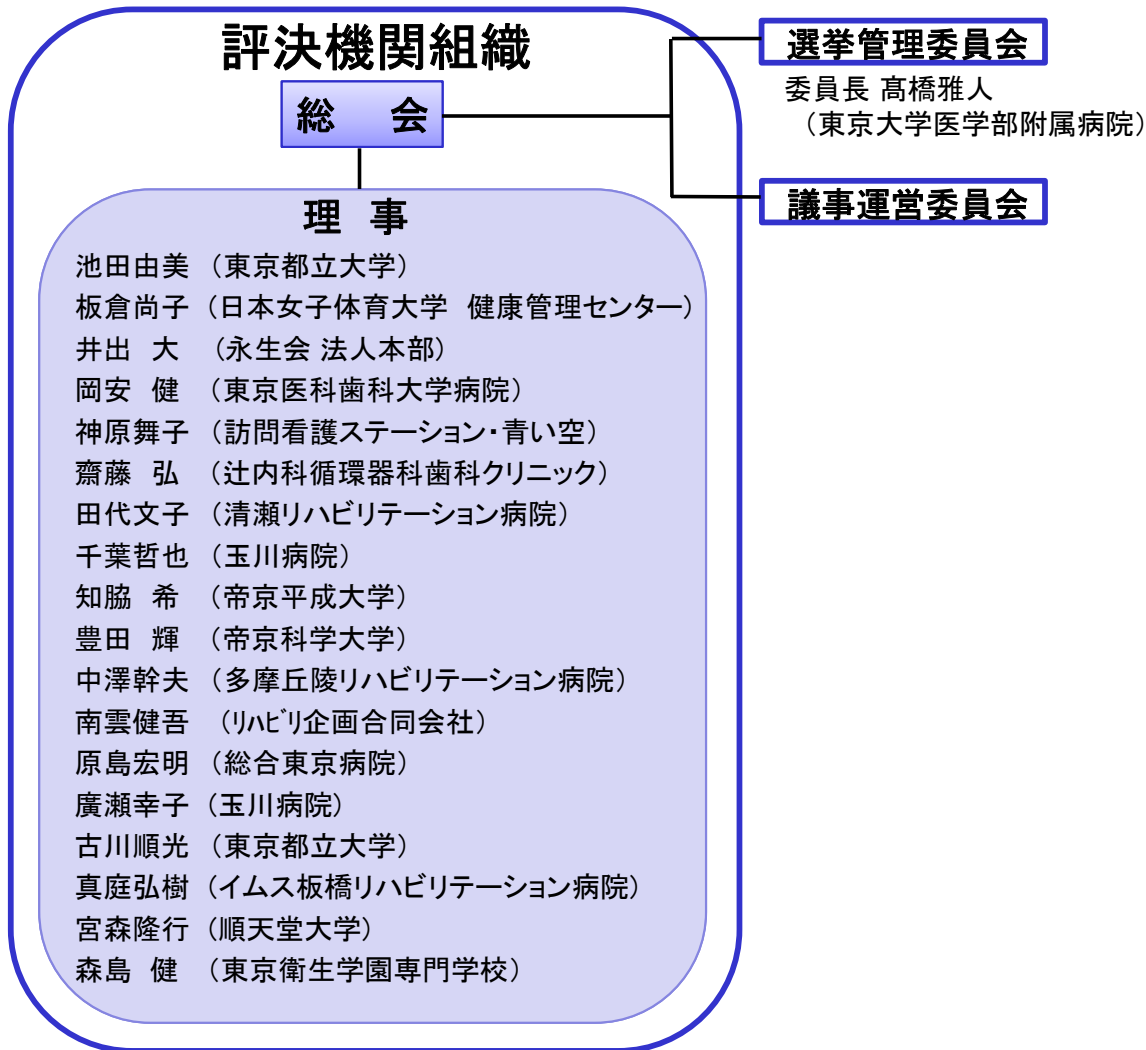 評決機関組織
総　会
選挙管理委員会
委員長 髙橋雅人
（東京大学医学部附属病院）
議事運営委員会
理 事
池田由美 （東京都立大学）
板倉尚子 （日本女子体育大学　健康管理センター）
井出　大　（永生会 法人本部）
岡安　健　（東京医科歯科大学病院）
神原舞子 （訪問看護ステーション・青い空）
齋藤　弘　（辻内科循環器科歯科クリニック）
田代文子 （清瀬リハビリテーション病院）
千葉哲也 （玉川病院）
知脇　希　（帝京平成大学）
豊田　輝　（帝京科学大学）
中澤幹夫 （多摩丘陵リハビリテーション病院）
南雲健吾　（ﾘﾊﾋﾞﾘ企画合同会社）
原島宏明 （総合東京病院）
廣瀬幸子 （玉川病院）
古川順光 （東京都立大学）
真庭弘樹 （イムス板橋リハビリテーション病院）
宮森隆行 （順天堂大学）
森島　健　（東京衛生学園専門学校）